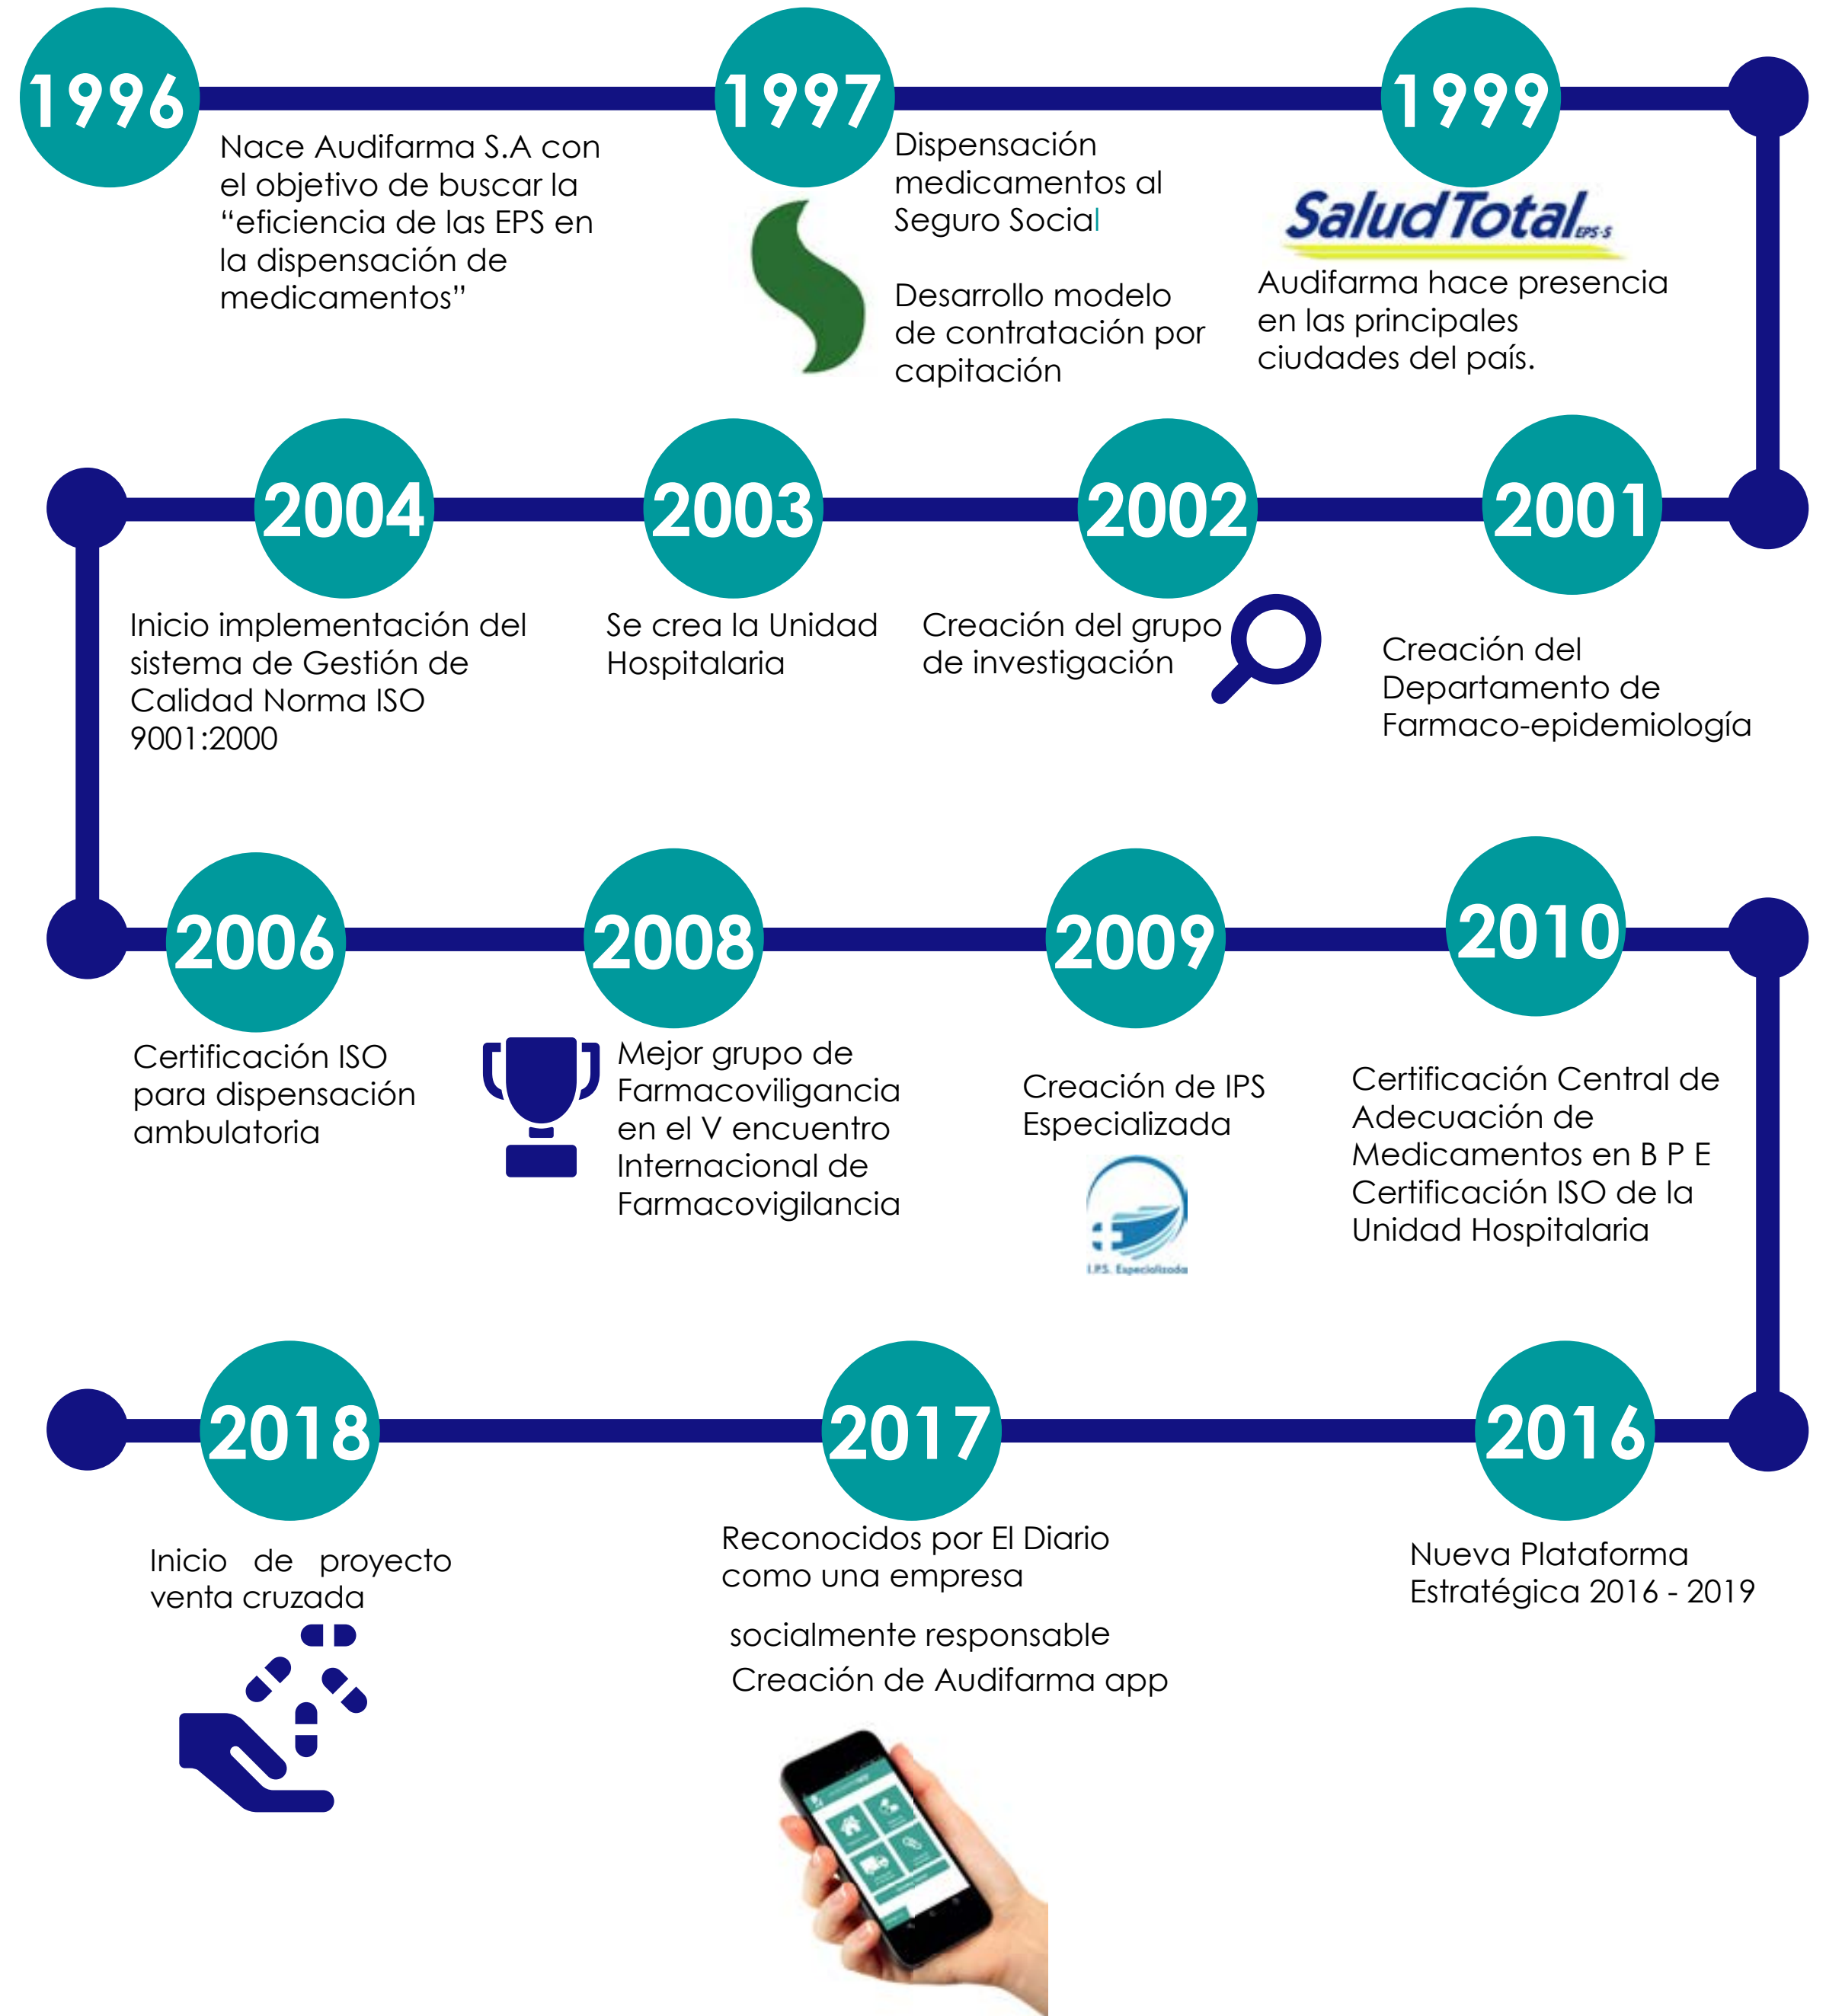 1996
Nace Audifarma S.A con
el objetivo de buscar la
“eficiencia de las EPS en
la dispensación de
medicamentos”
1997
Dispensación
medicamentos al
Seguro Social
Desarrollo modelo
de contratación por
capitación
1999
SaludTotal EPS-S
Audifarma hace presencia
en las principales
ciudades del país.
2001
Creación del
Departamento de
Farmaco-epidemiología
2002
Creación del grupo
de investigación
2003
Se crea la Unidad
Hospitalaria
2004
Inicio implementación del
sistema de Gestión de
Calidad Norma ISO
9001:2000
2006
Certificación ISO
para dispensación
ambulatoria
2008
Mejor grupo de
Farmacoviligancia
en el V encuentro
Internacional de
Farmacovigilancia
2009
Creación de IPS
Especializada
I.P.S. Especializada
2010
Certificación Central de
Adecuación de
Medicamentos en B P E
Certificación ISO de la
Unidad Hospitalaria
2016
Nueva Plataforma
Estratégica 2016 - 2019
2017
Reconocidos por El Diario
como una empresa
socialmente responsable
Creación de Audifarma app
2018
Inicio de proyecto
venta cruzada